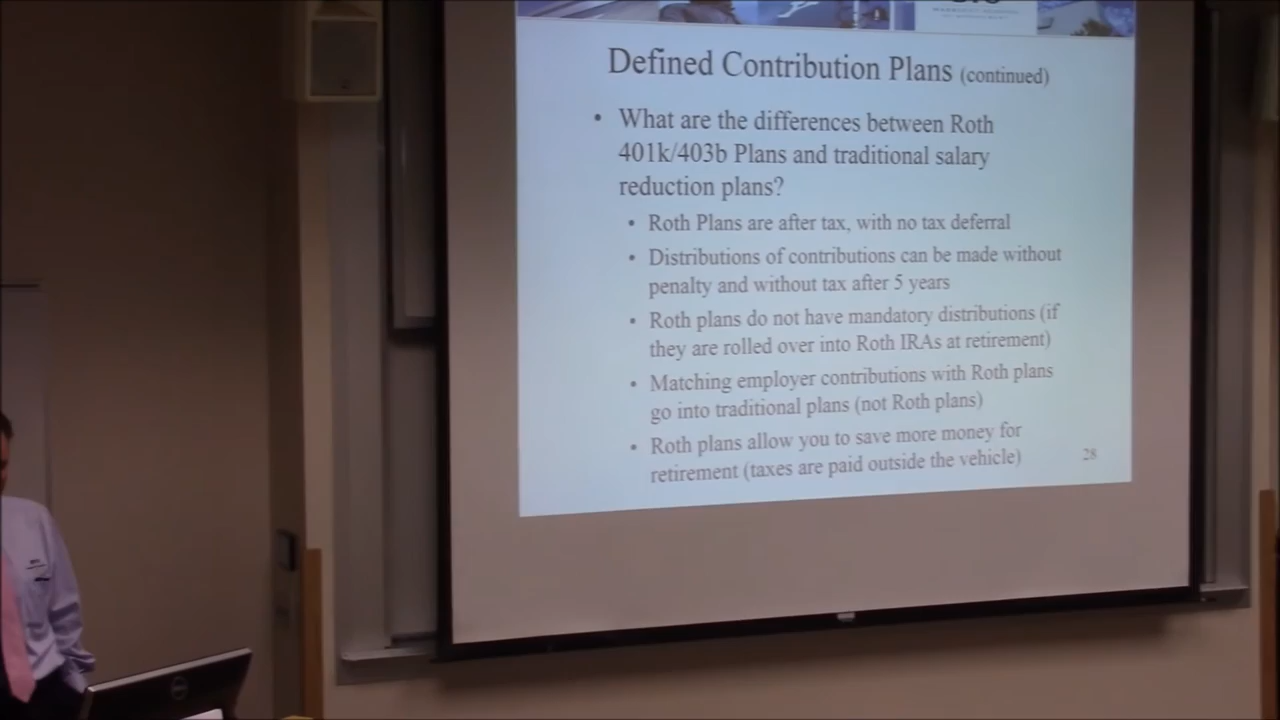 Defined Contribution Plans (continued)
• What are the differences between Roth
401k/403b Plans and traditional salary
reduction plans?
• Roth Plans are after tax, with no tax deferral
• Distributions of contributions can be made without
penalty and without tax after 5 years
• Roth plans do not have mandatory distributions (if
they are rolled over into Roth IRAs at retirement)
• Matching employer contributions with Roth plans
go into traditional plans (not Roth plans)
• Roth plans allow you to save more money for
retirement (taxes are paid outside the vehicle)
28
DELL